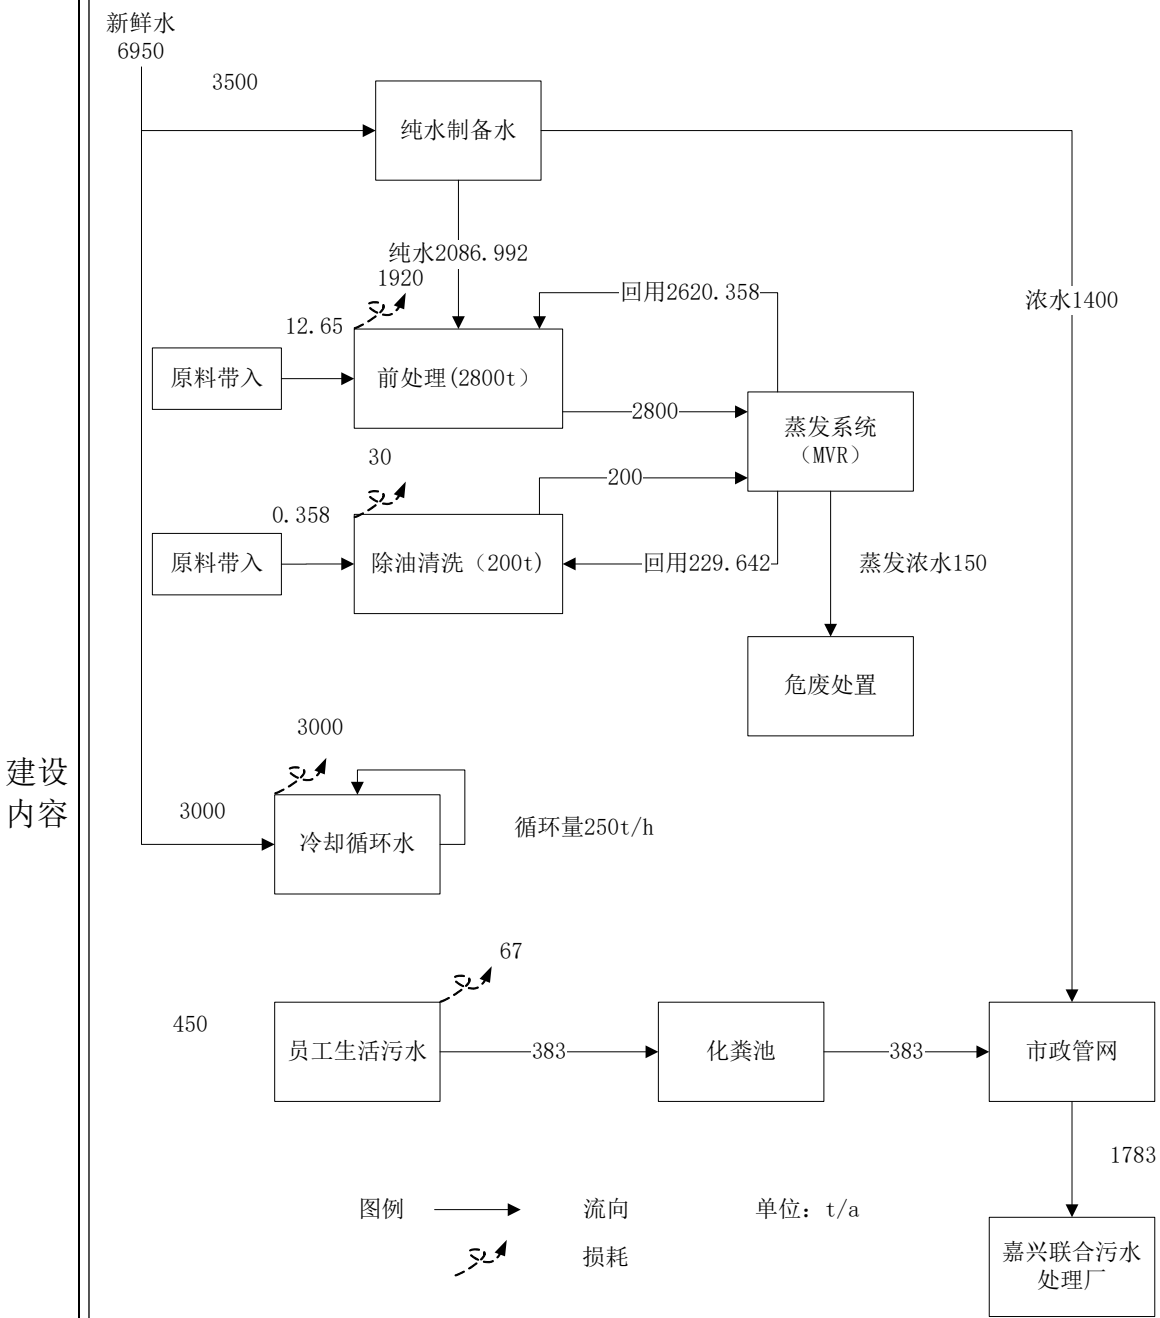 新鲜水
6950
3500
纯水制备水
纯水2086.992
1920
回用2620.358
浓水1400
12.65
原料带入
前处理(2800t)
2800
蒸发系统
（MVR）
30
200
0.358
原料带入
除油清洗（200t)
回用229.642
蒸发浓水150
危废处置
3000
建设
内容
3000
冷却循环水
循环量250t/h
67
450
员工生活污水
383
化粪池
383
市政管网
1783
图例
流向
单位：t/a
损耗
嘉兴联合污水
处理厂